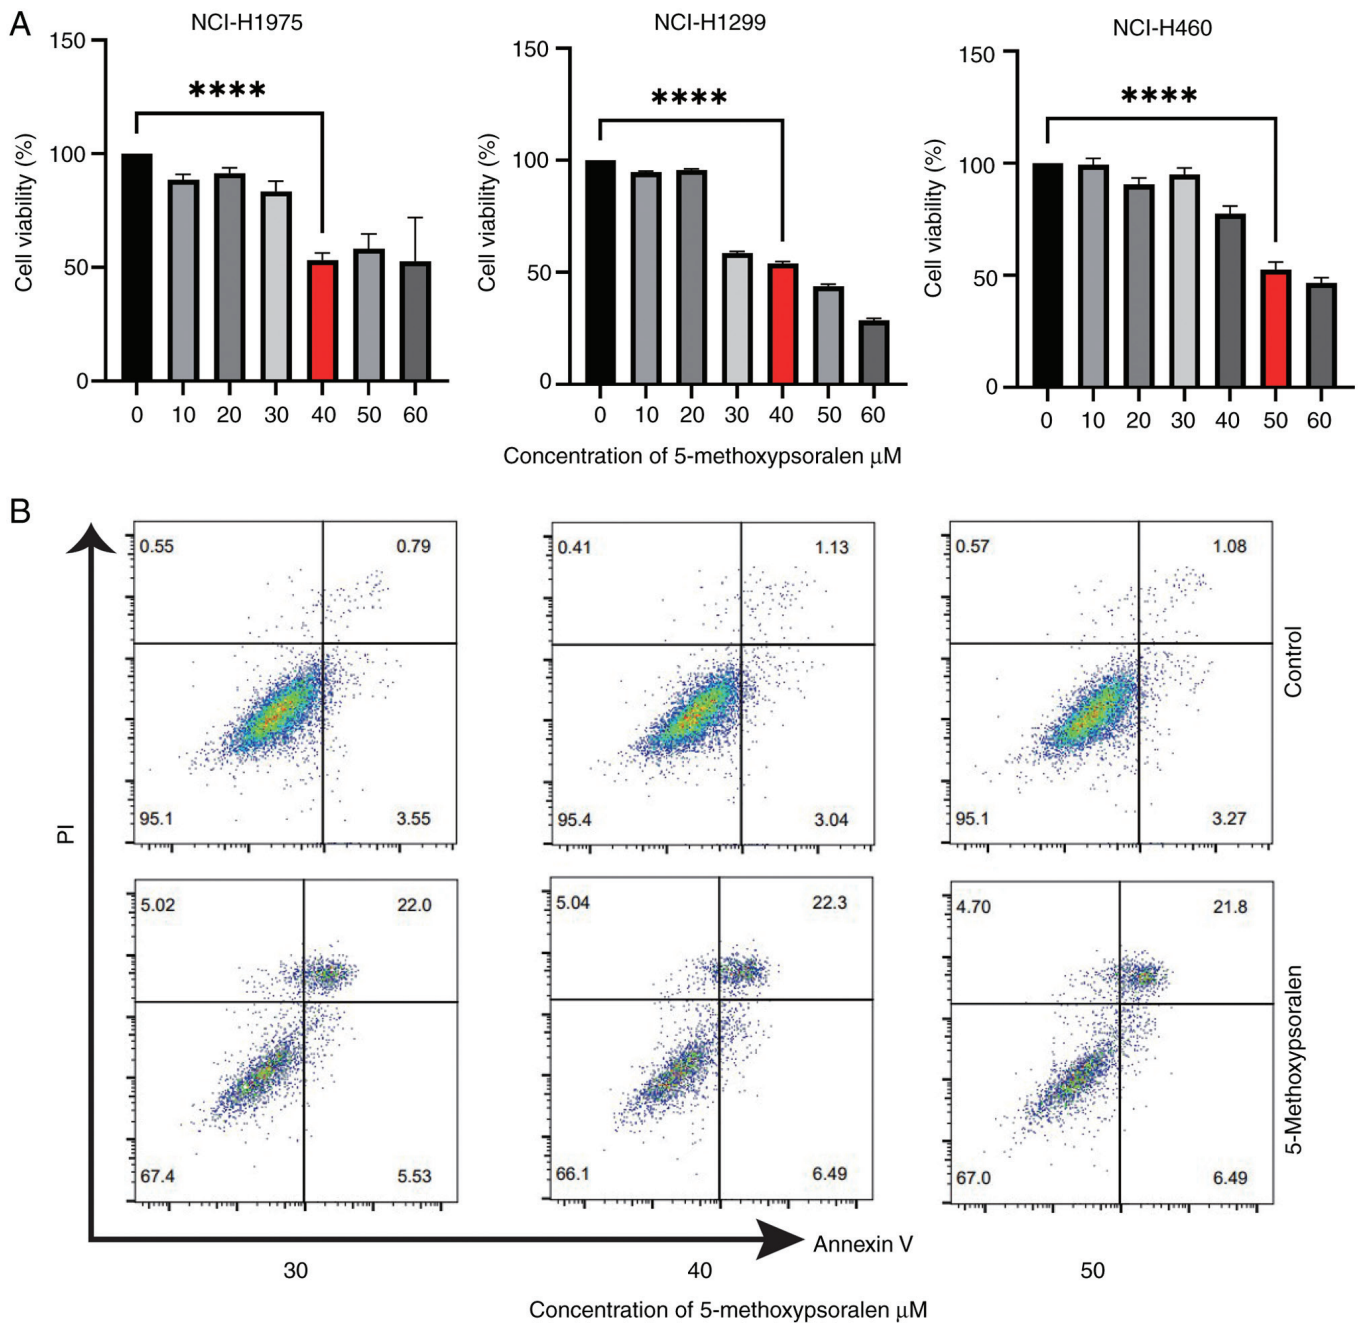 A
NCI-H1975
NCI-H1299
NCI-H460
150
100
50
0
Cell viability (%)
****
0 10 20 30 40 50 60
150
100
50
0
Cell viability (%)
****
0 10 20 30 40 50 60
150
100
50
0
Cell viability (%)
****
0 10 20 30 40 50 60
Concentration of 5-methoxypsoralen μM
B
0.55 0.79
95.1 3.55
0.41 1.13
95.4 3.04
0.57 1.08
95.1 3.27
Control
PI
5.02 22.0
67.4 5.53
5.04 22.3
66.1 6.49
4.70 21.8
67.0 6.49
5-Methoxypsoralen
Annexin V
30 40 50
Concentration of 5-methoxypsoralen μM